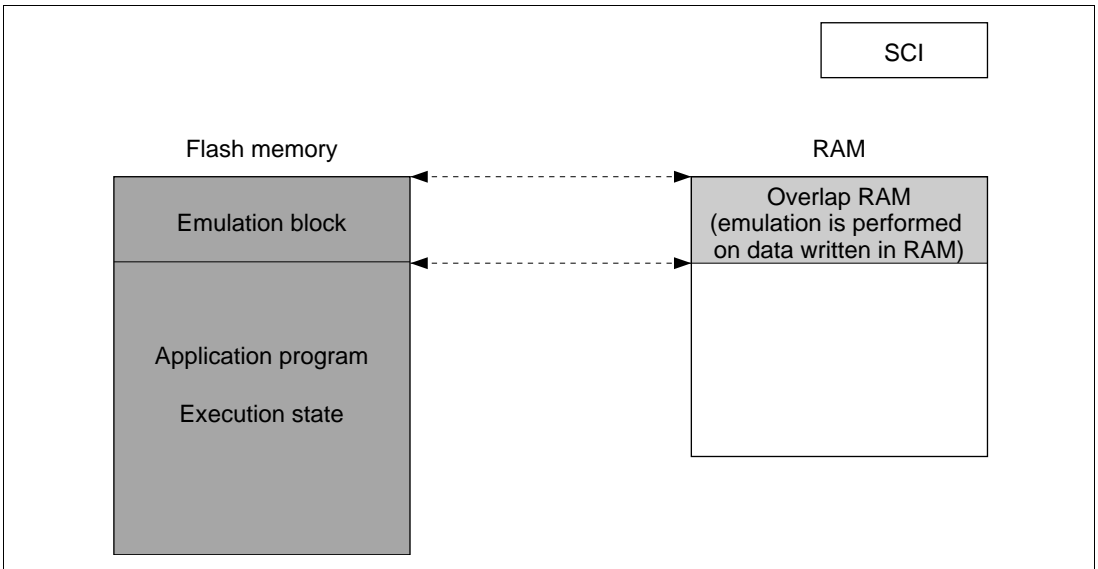 SCI
Flash memory
RAM
Emulation block
Overlap RAM
(emulation is performed
on data written in RAM)
Application program
Execution state